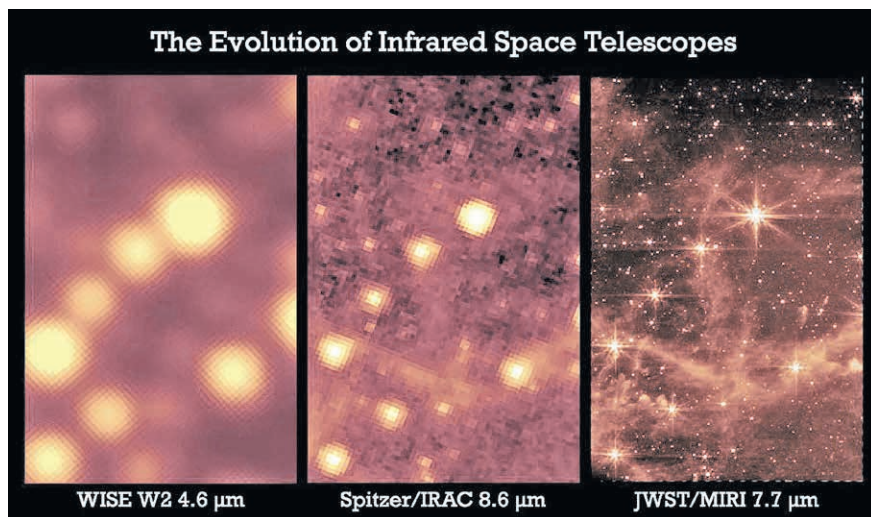 The Evolution of Infrared Space Telescopes
WISE W2 4.6 µm
Spitzer/IRAC 8.6 µm
JWST/MIRI 7.7 µm